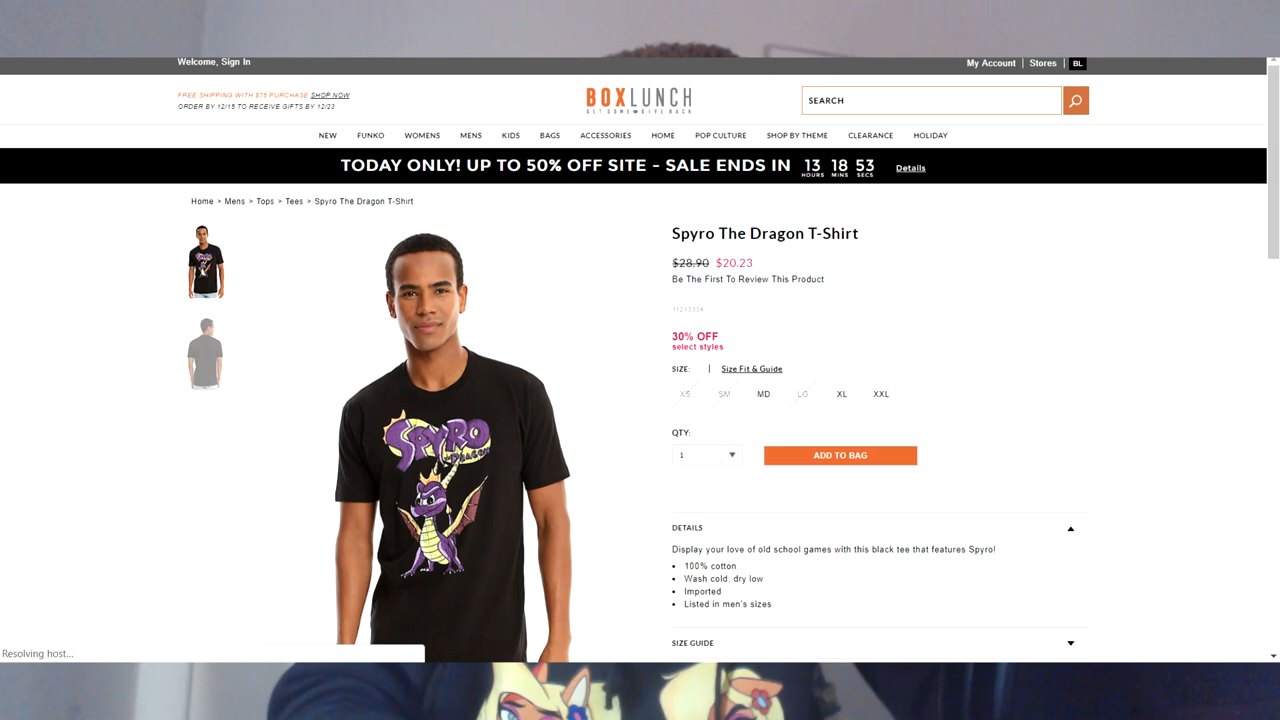 Welcome, Sign In
My Account | Stores | BL
FREE SHIPPING WITH $75 PURCHASE SHOP NOW
ORDER BY 12/15 TO RECEIVE GIFTS BY 12/23
BOXLUNCH
GET SOME GIVE BACK
SEARCH
NEW FUNKO WOMENS MENS KIDS BAGS ACCESSORIES HOME POP CULTURE SHOP BY THEME CLEARANCE HOLIDAY
TODAY ONLY! UP TO 50% OFF SITE - SALE ENDS IN 13 18 53 Details
HOURS MINS SECS
Home > Mens > Tops > Tees > Spyro The Dragon T-Shirt
Spyro The Dragon T-Shirt
$28.90 $20.23
Be The First To Review This Product
11213334
30% OFF
select styles
SIZE: | Size Fit & Guide
XS SM MD LG XL XXL
QTY:
1
ADD TO BAG
SPYRO
DRAGON
DETAILS
Display your love of old school games with this black tee that features Spyro!
• 100% cotton
• Wash cold; dry low
• Imported
• Listed in men's sizes
SIZE GUIDE
Resolving host...